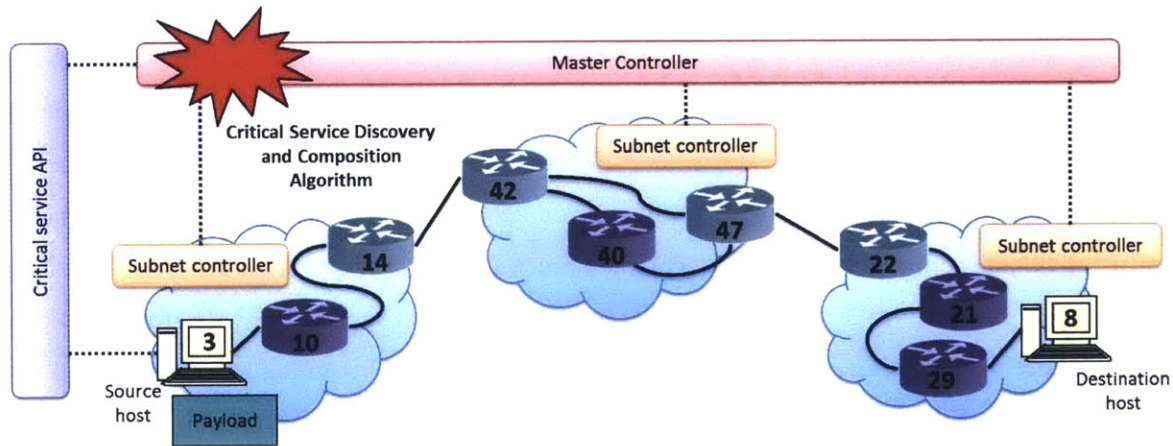 Critical service API
Master Controller
Critical Service Discovery
and Composition
Algorithm
Subnet controller
42
40
47
Subnet controller
14
10
3
Source
host
Payload
Subnet controller
22
21
29
8
Destination
host